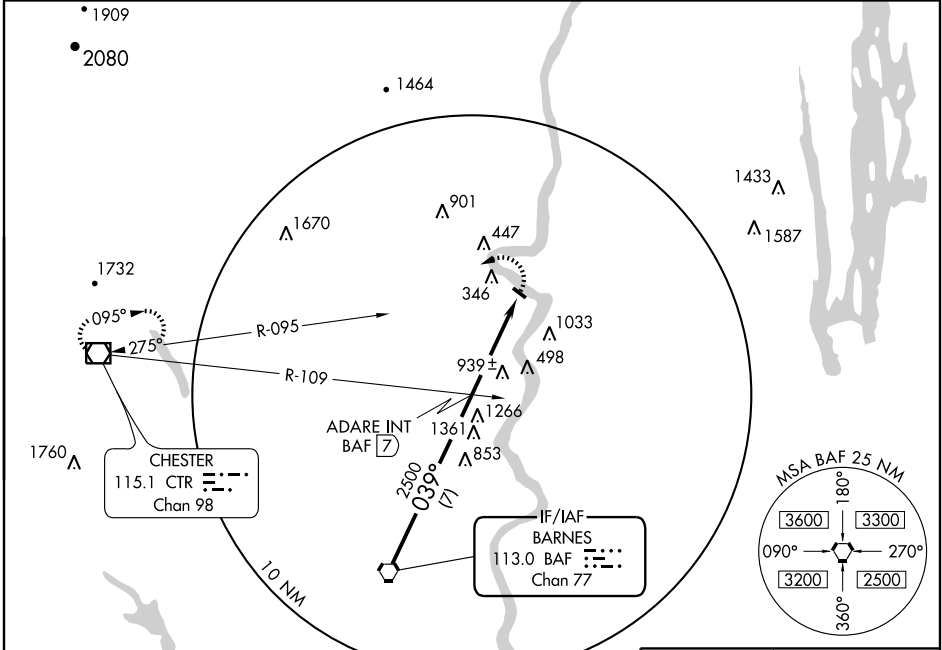 1909
2080
1464
1433
1587
901
1670
447
1732
346
095°
R-095
275°
1033
939±
498
R-109
ADARE INT
BAF 7
1266
1361
853
1760
CHESTER
115.1 CTR
Chan 98
2500
039°
(7)
IF/IAF
BARNES
113.0 BAF
Chan 77
10 NM
MSA BAF 25 NM
180°
3600
3300
090°
270°
3200
2500
360°